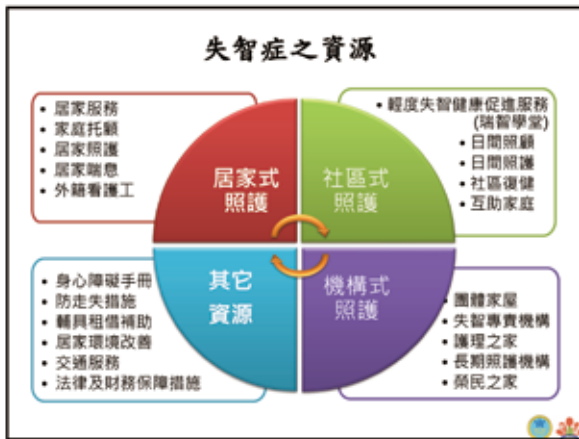 失智症之資源
• 居家服務
• 家庭托顧
• 居家照護
• 居家喘息
• 外籍看護工
居家式
照護
社區式
照護
• 輕度失智健康促進服務
(瑞智學堂)
• 日間照顧
• 日間照護
• 社區復健
• 互助家庭
• 身心障礙手冊
• 防走失措施
• 輔具租借補助
• 居家環境改善
• 交通服務
• 法律及財務保障措施
其它
資源
機構式
照護
• 團體家屋
• 失智專責機構
• 護理之家
• 長期照護機構
• 榮民之家